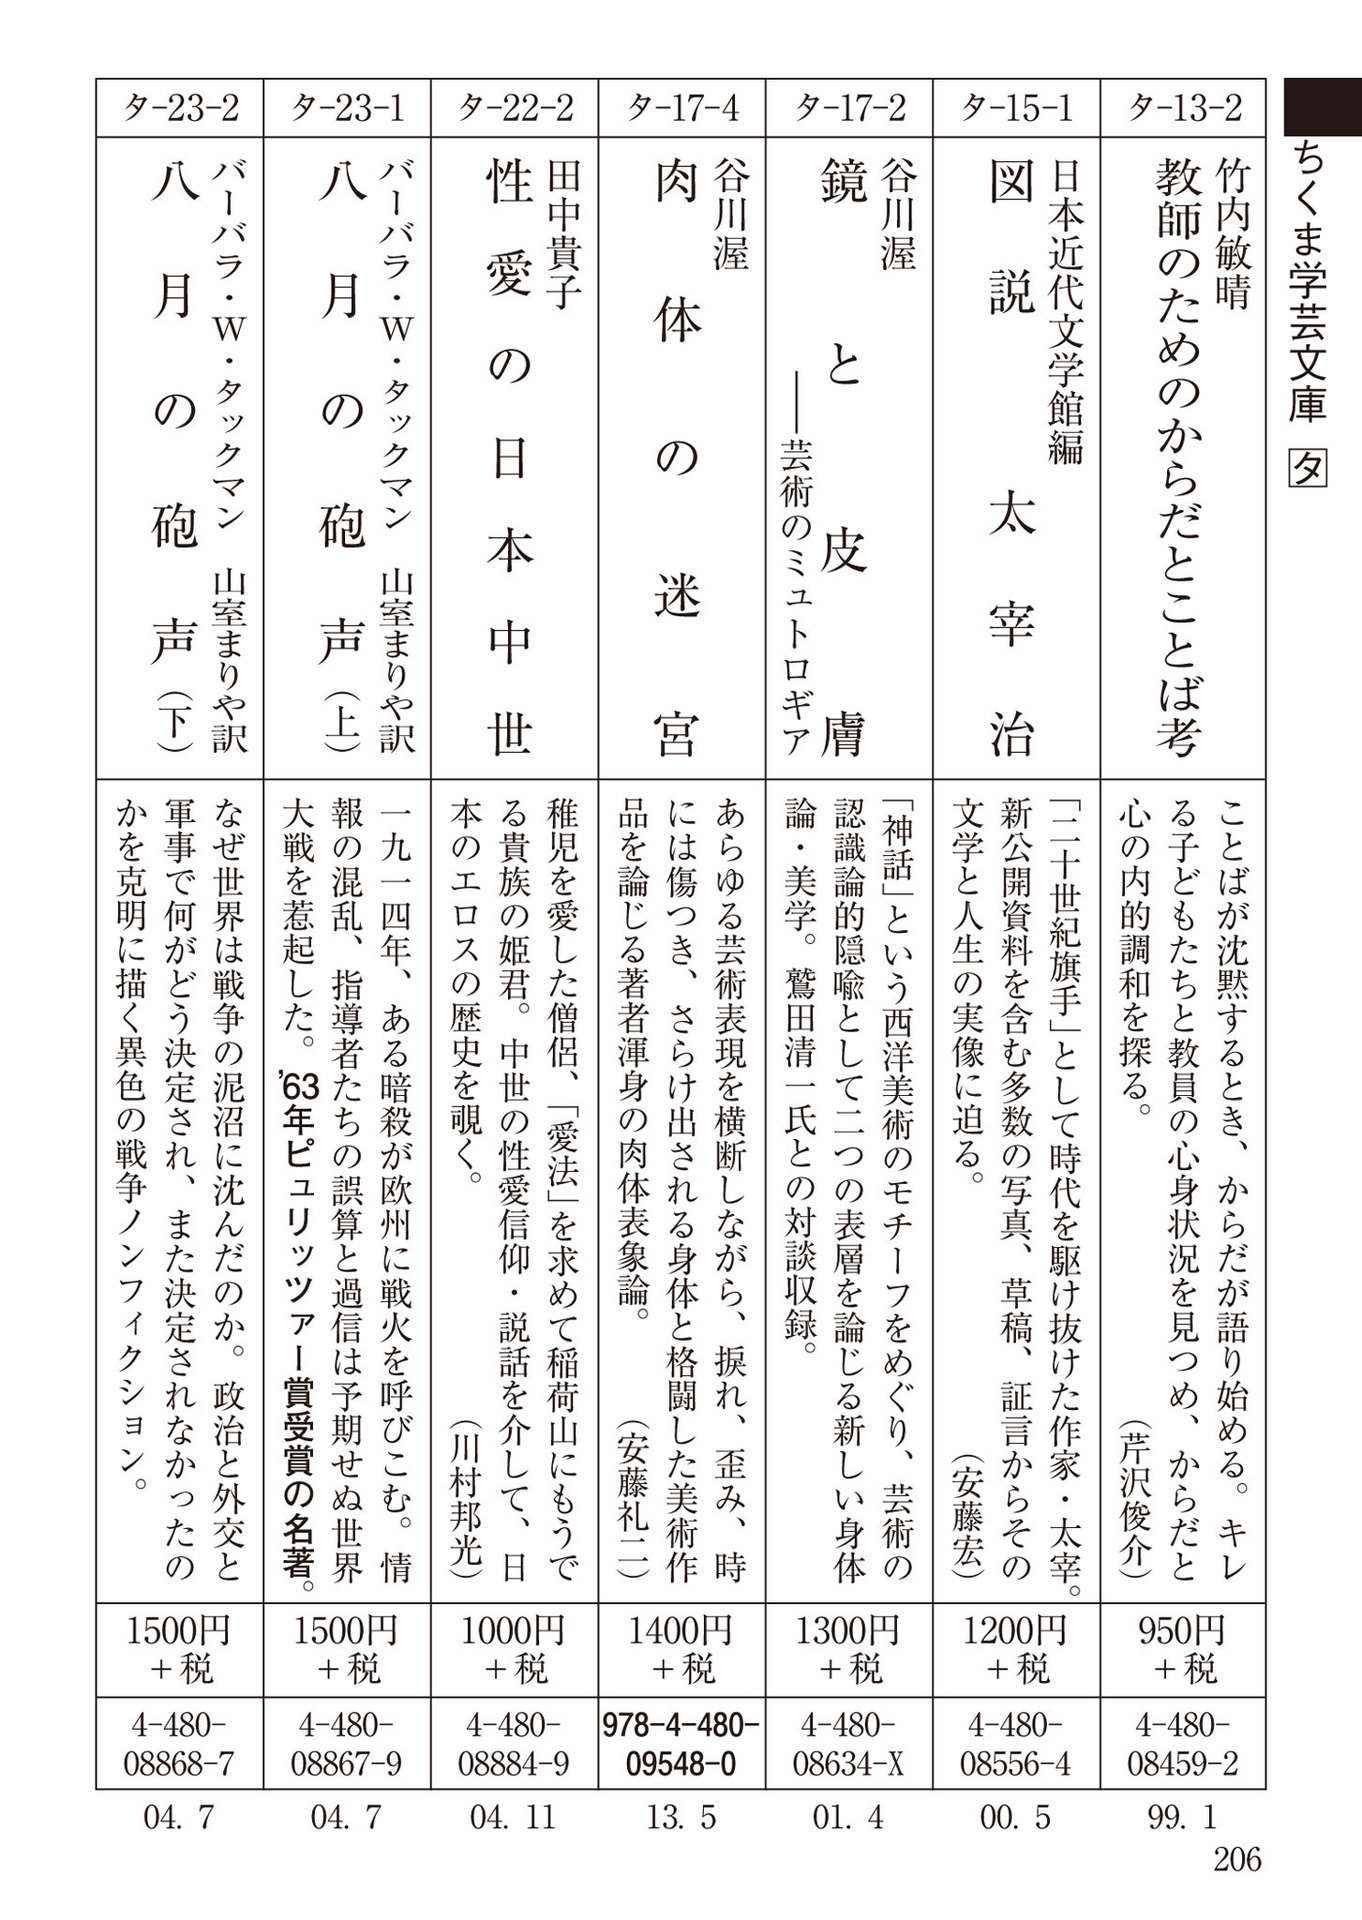 ちくま学芸文庫 タ
タ-13-2
竹内敏晴
教師のためのからだとことば考
ことばが沈黙するとき、からだが語り始める。キレ
る子どもたちと教員の心身状況を見つめ、からだと
心の内的調和を探る。（芹沢俊介）
950円
+税
4-480-
08459-2
99. 1
タ-15-1
日本近代文学館編
図説 太宰治
「二十世紀旗手」として時代を駆け抜けた作家・太宰。
新公開資料を含む多数の写真、草稿、証言からその
文学と人生の実像に迫る。（安藤宏）
1200円
+税
4-480-
08556-4
00. 5
タ-17-2
谷川渥
鏡と皮膚
――芸術のミュトロギア
「神話」という西洋美術のモチーフをめぐり、芸術の
認識論的隠喩として二つの表層を論じる新しい身体
論・美学。鷲田清一氏との対談収録。
1300円
+税
4-480-
08634-X
01. 4
タ-17-4
谷川渥
肉体の迷宮
あらゆる芸術表現を横断しながら、捩れ、歪み、時
には傷つき、さらけ出される身体と格闘した美術作
品を論じる著者渾身の肉体表象論。（安藤礼二）
1400円
+税
978-4-480-
09548-0
13. 5
タ-22-2
田中貴子
性愛の日本中世
稚児を愛した僧侶、「愛法」を求めて稲荷山にもうで
る貴族の姫君。中世の性愛信仰・説話を介して、日
本のエロスの歴史を覗く。（川村邦光）
1000円
+税
4-480-
08884-9
04. 11
タ-23-1
バーバラ・W・タックマン 山室まりや訳
八月の砲声（上）
一九一四年、ある暗殺が欧州に戦火を呼びこむ。情
報の混乱、指導者たちの誤算と過信は予期せぬ世界
大戦を惹起した。'63年ピュリッツァー賞受賞の名著。
1500円
+税
4-480-
08867-9
04. 7
タ-23-2
バーバラ・W・タックマン 山室まりや訳
八月の砲声（下）
なぜ世界は戦争の泥沼に沈んだのか。政治と外交と
軍事で何がどう決定され、また決定されなかったの
かを克明に描く異色の戦争ノンフィクション。
1500円
+税
4-480-
08868-7
04. 7
206